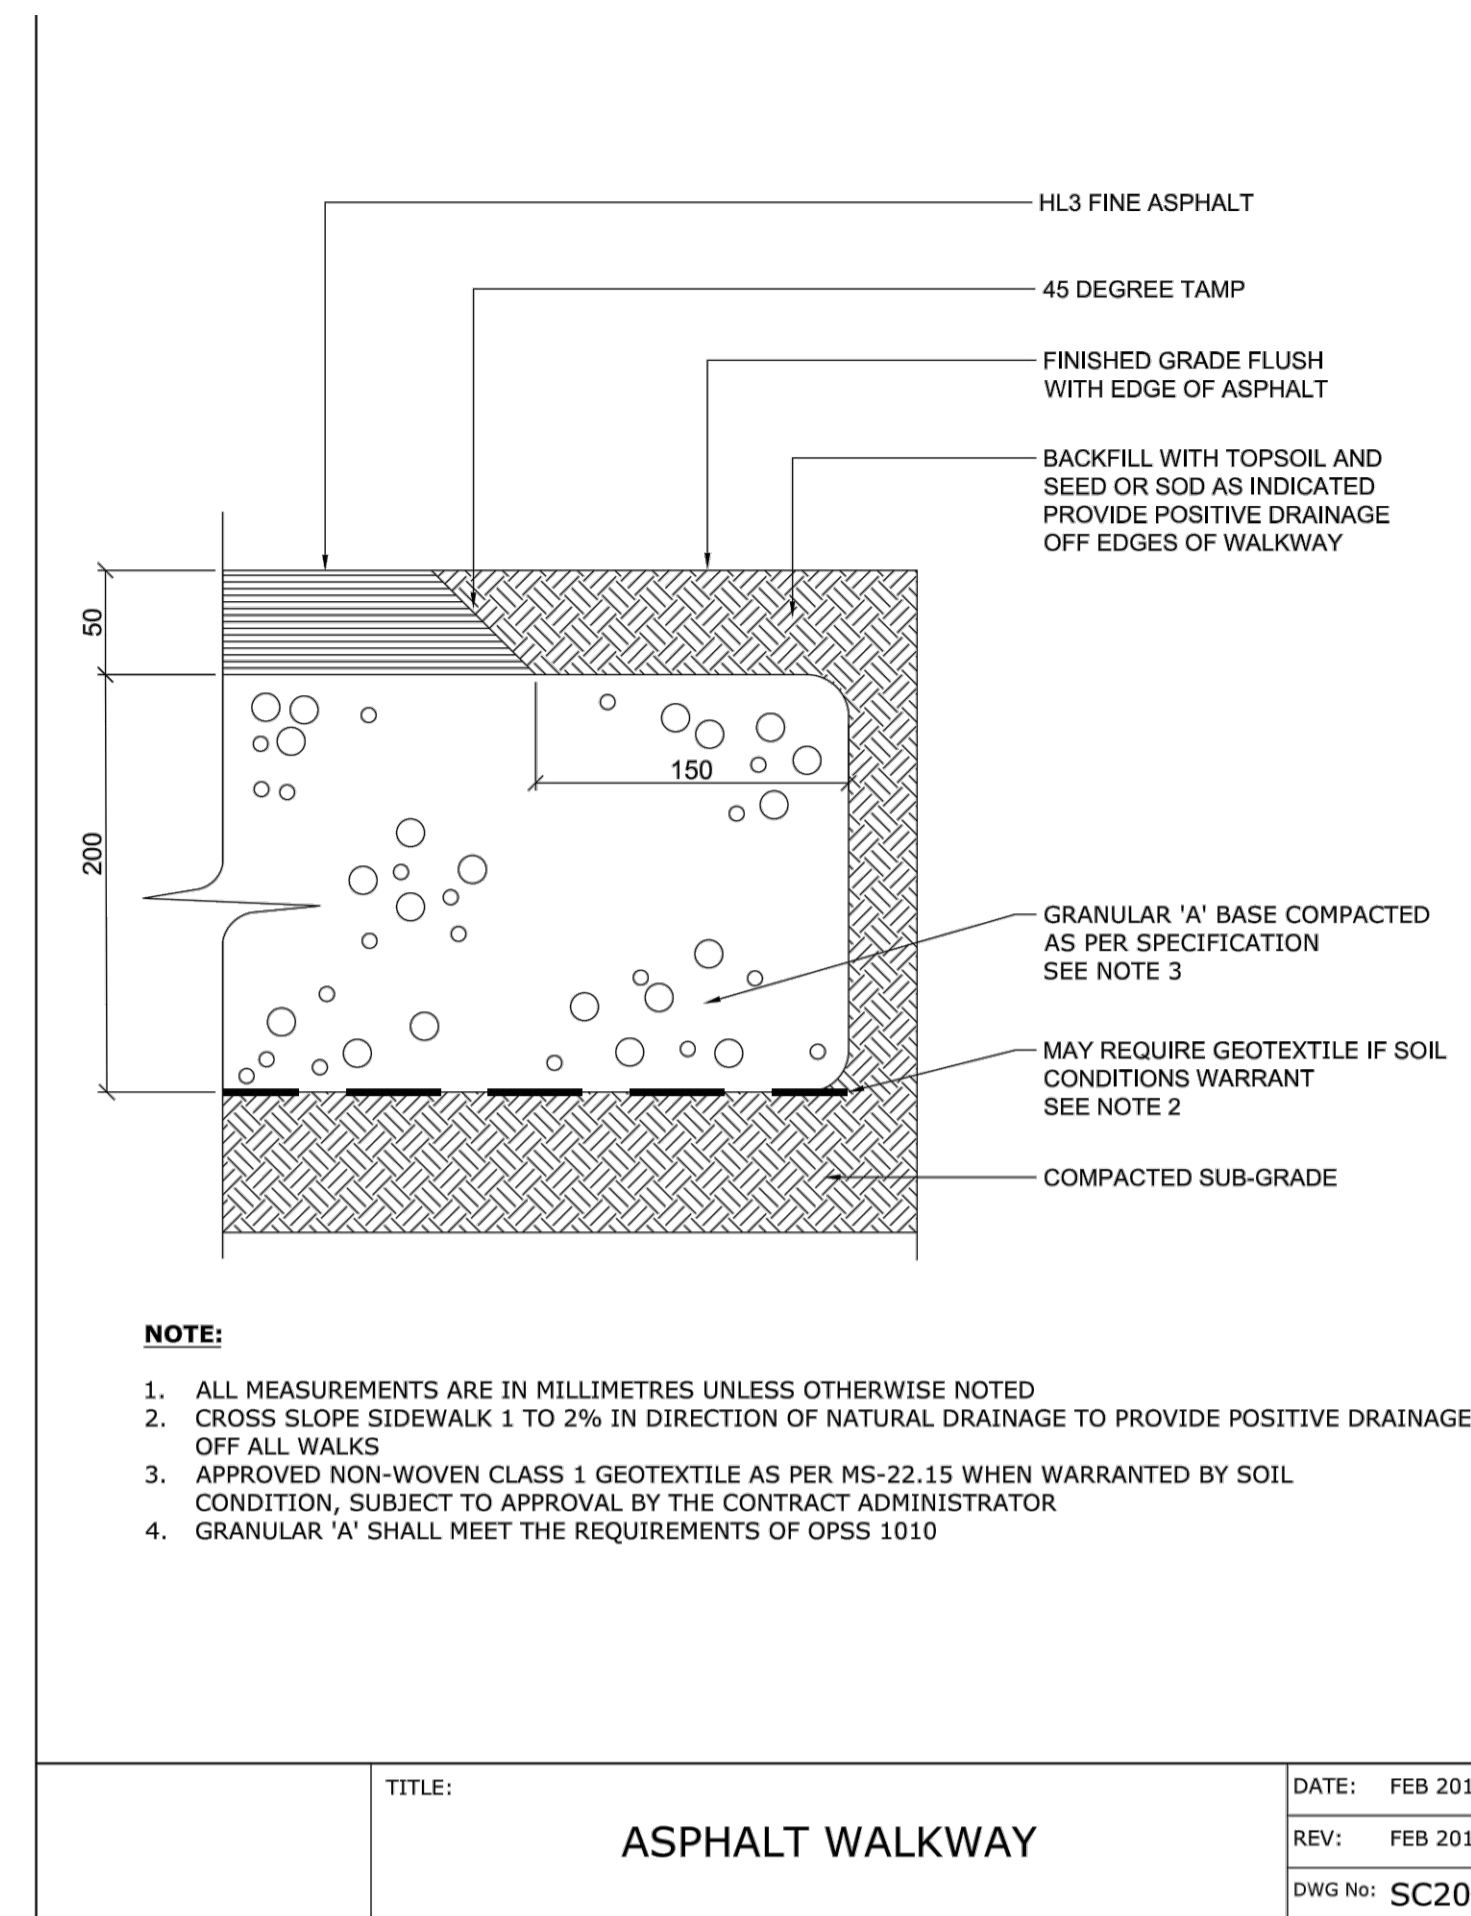 HL3 FINE ASPHALT
45 DEGREE TAMP
FINISHED GRADE FLUSH
WITH EDGE OF ASPHALT
BACKFILL WITH TOPSOIL AND
SEED OR SOD AS INDICATED
PROVIDE POSITIVE DRAINAGE
OFF EDGES OF WALKWAY
50
150
200
GRANULAR 'A' BASE COMPACTED
AS PER SPECIFICATION
SEE NOTE 3
MAY REQUIRE GEOTEXTILE IF SOIL
CONDITIONS WARRANT
SEE NOTE 2
COMPACTED SUB-GRADE
NOTE:
1. ALL MEASUREMENTS ARE IN MILLIMETRES UNLESS OTHERWISE NOTED
2. CROSS SLOPE SIDEWALK 1 TO 2% IN DIRECTION OF NATURAL DRAINAGE TO PROVIDE POSITIVE DRAINAGE
OFF ALL WALKS
3. APPROVED NON-WOVEN CLASS 1 GEOTEXTILE AS PER MS-22.15 WHEN WARRANTED BY SOIL
CONDITION, SUBJECT TO APPROVAL BY THE CONTRACT ADMINISTRATOR
4. GRANULAR 'A' SHALL MEET THE REQUIREMENTS OF OPSS 1010
TITLE:
ASPHALT WALKWAY
DATE: FEB 201
REV: FEB 201
DWG No: SC20